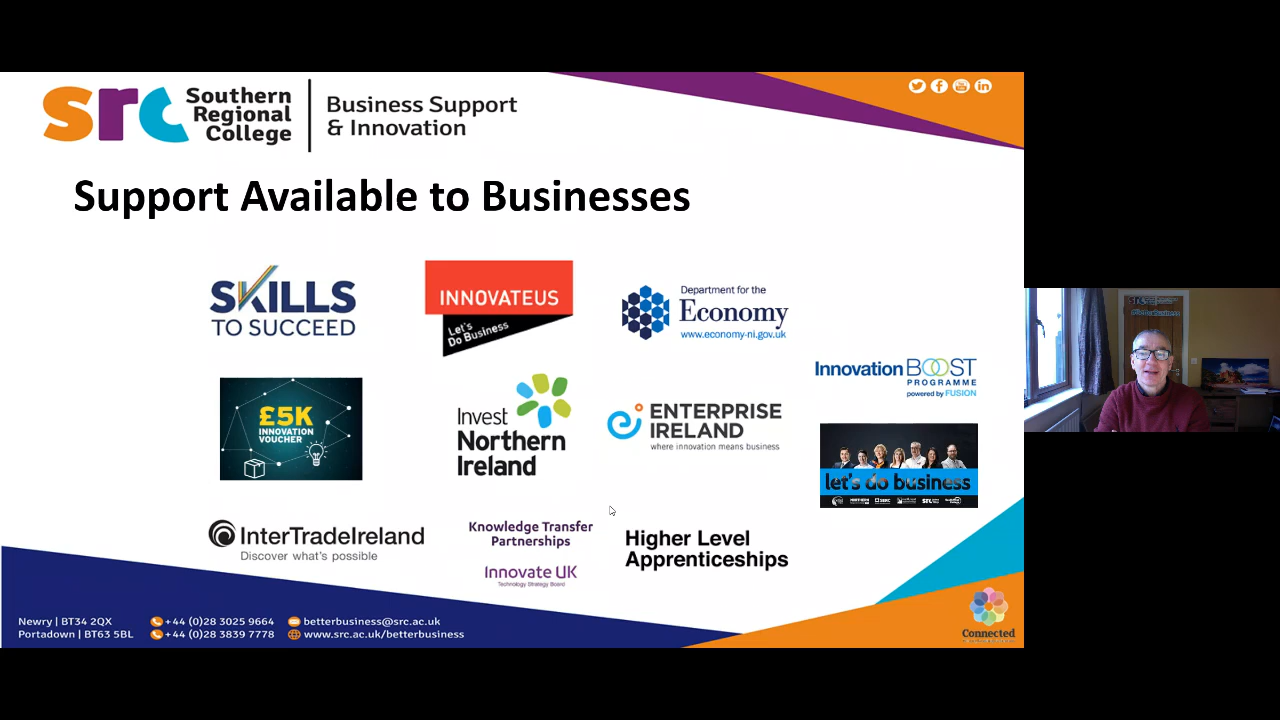 src Southern
Regional
College
Business Support
& Innovation
Support Available to Businesses
SKILLS
TO SUCCEED
INNOVATEUS
Let's
Do Business
Department for the
Economy
www.economy-ni.gov.uk
InnovationBOOST
PROGRAMME
powered by FUSION
£5K
INNOVATION
VOUCHER
Invest
Northern
Ireland
ENTERPRISE
IRELAND
where innovation means business
let's do business
InterTradeIreland
Discover what's possible
Knowledge Transfer
Partnerships
Innovate UK
Technology Strategy Board
Higher Level
Apprenticeships
Newry | BT34 2QX
Portadown | BT63 5BL
+44 (0)28 3025 9664
+44 (0)28 3839 7778
betterbusiness@src.ac.uk
www.src.ac.uk/betterbusiness
Connected